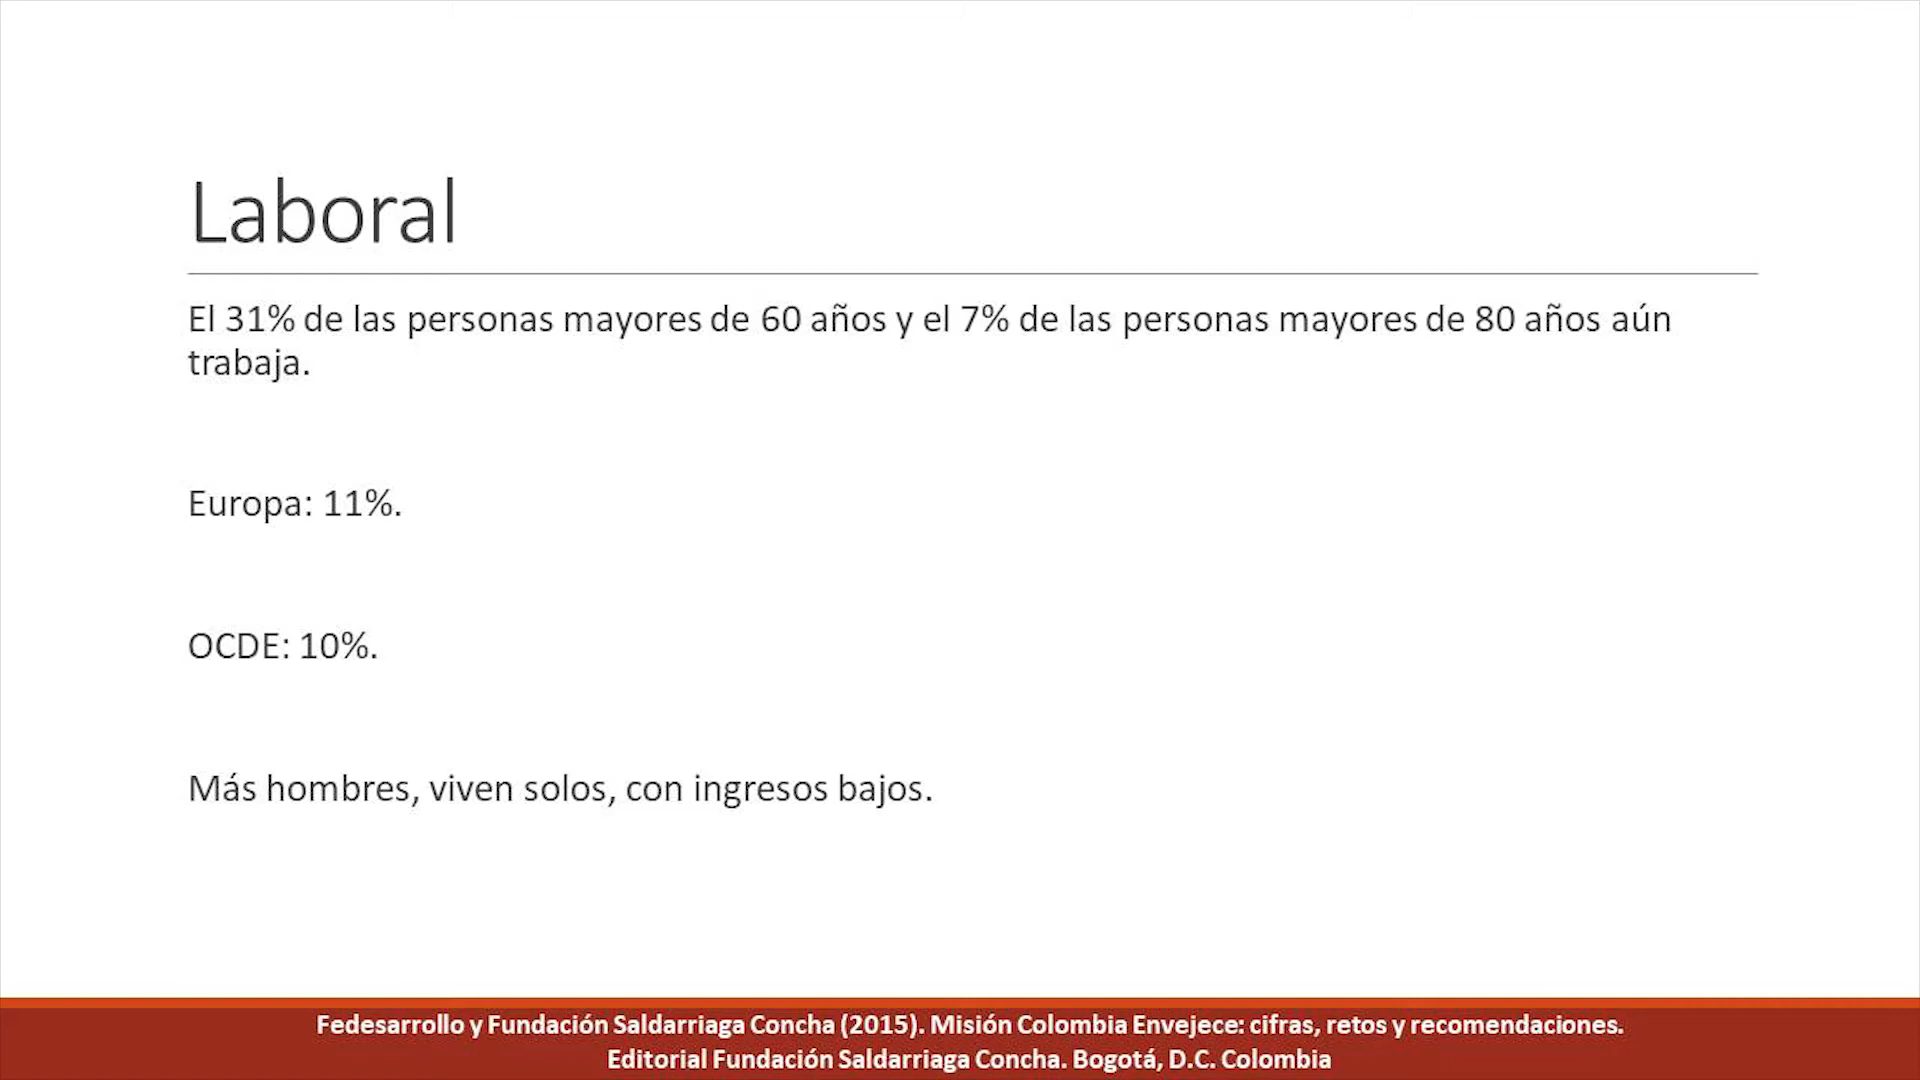 Laboral
El 31% de las personas mayores de 60 años y el 7% de las personas mayores de 80 años aún
trabaja.
Europa: 11%.
OCDE: 10%.
Más hombres, viven solos, con ingresos bajos.
Fedesarrollo y Fundación Saldarriaga Concha (2015). Misión Colombia Envejece: cifras, retos y recomendaciones.
Editorial Fundación Saldarriaga Concha. Bogotá, D.C. Colombia